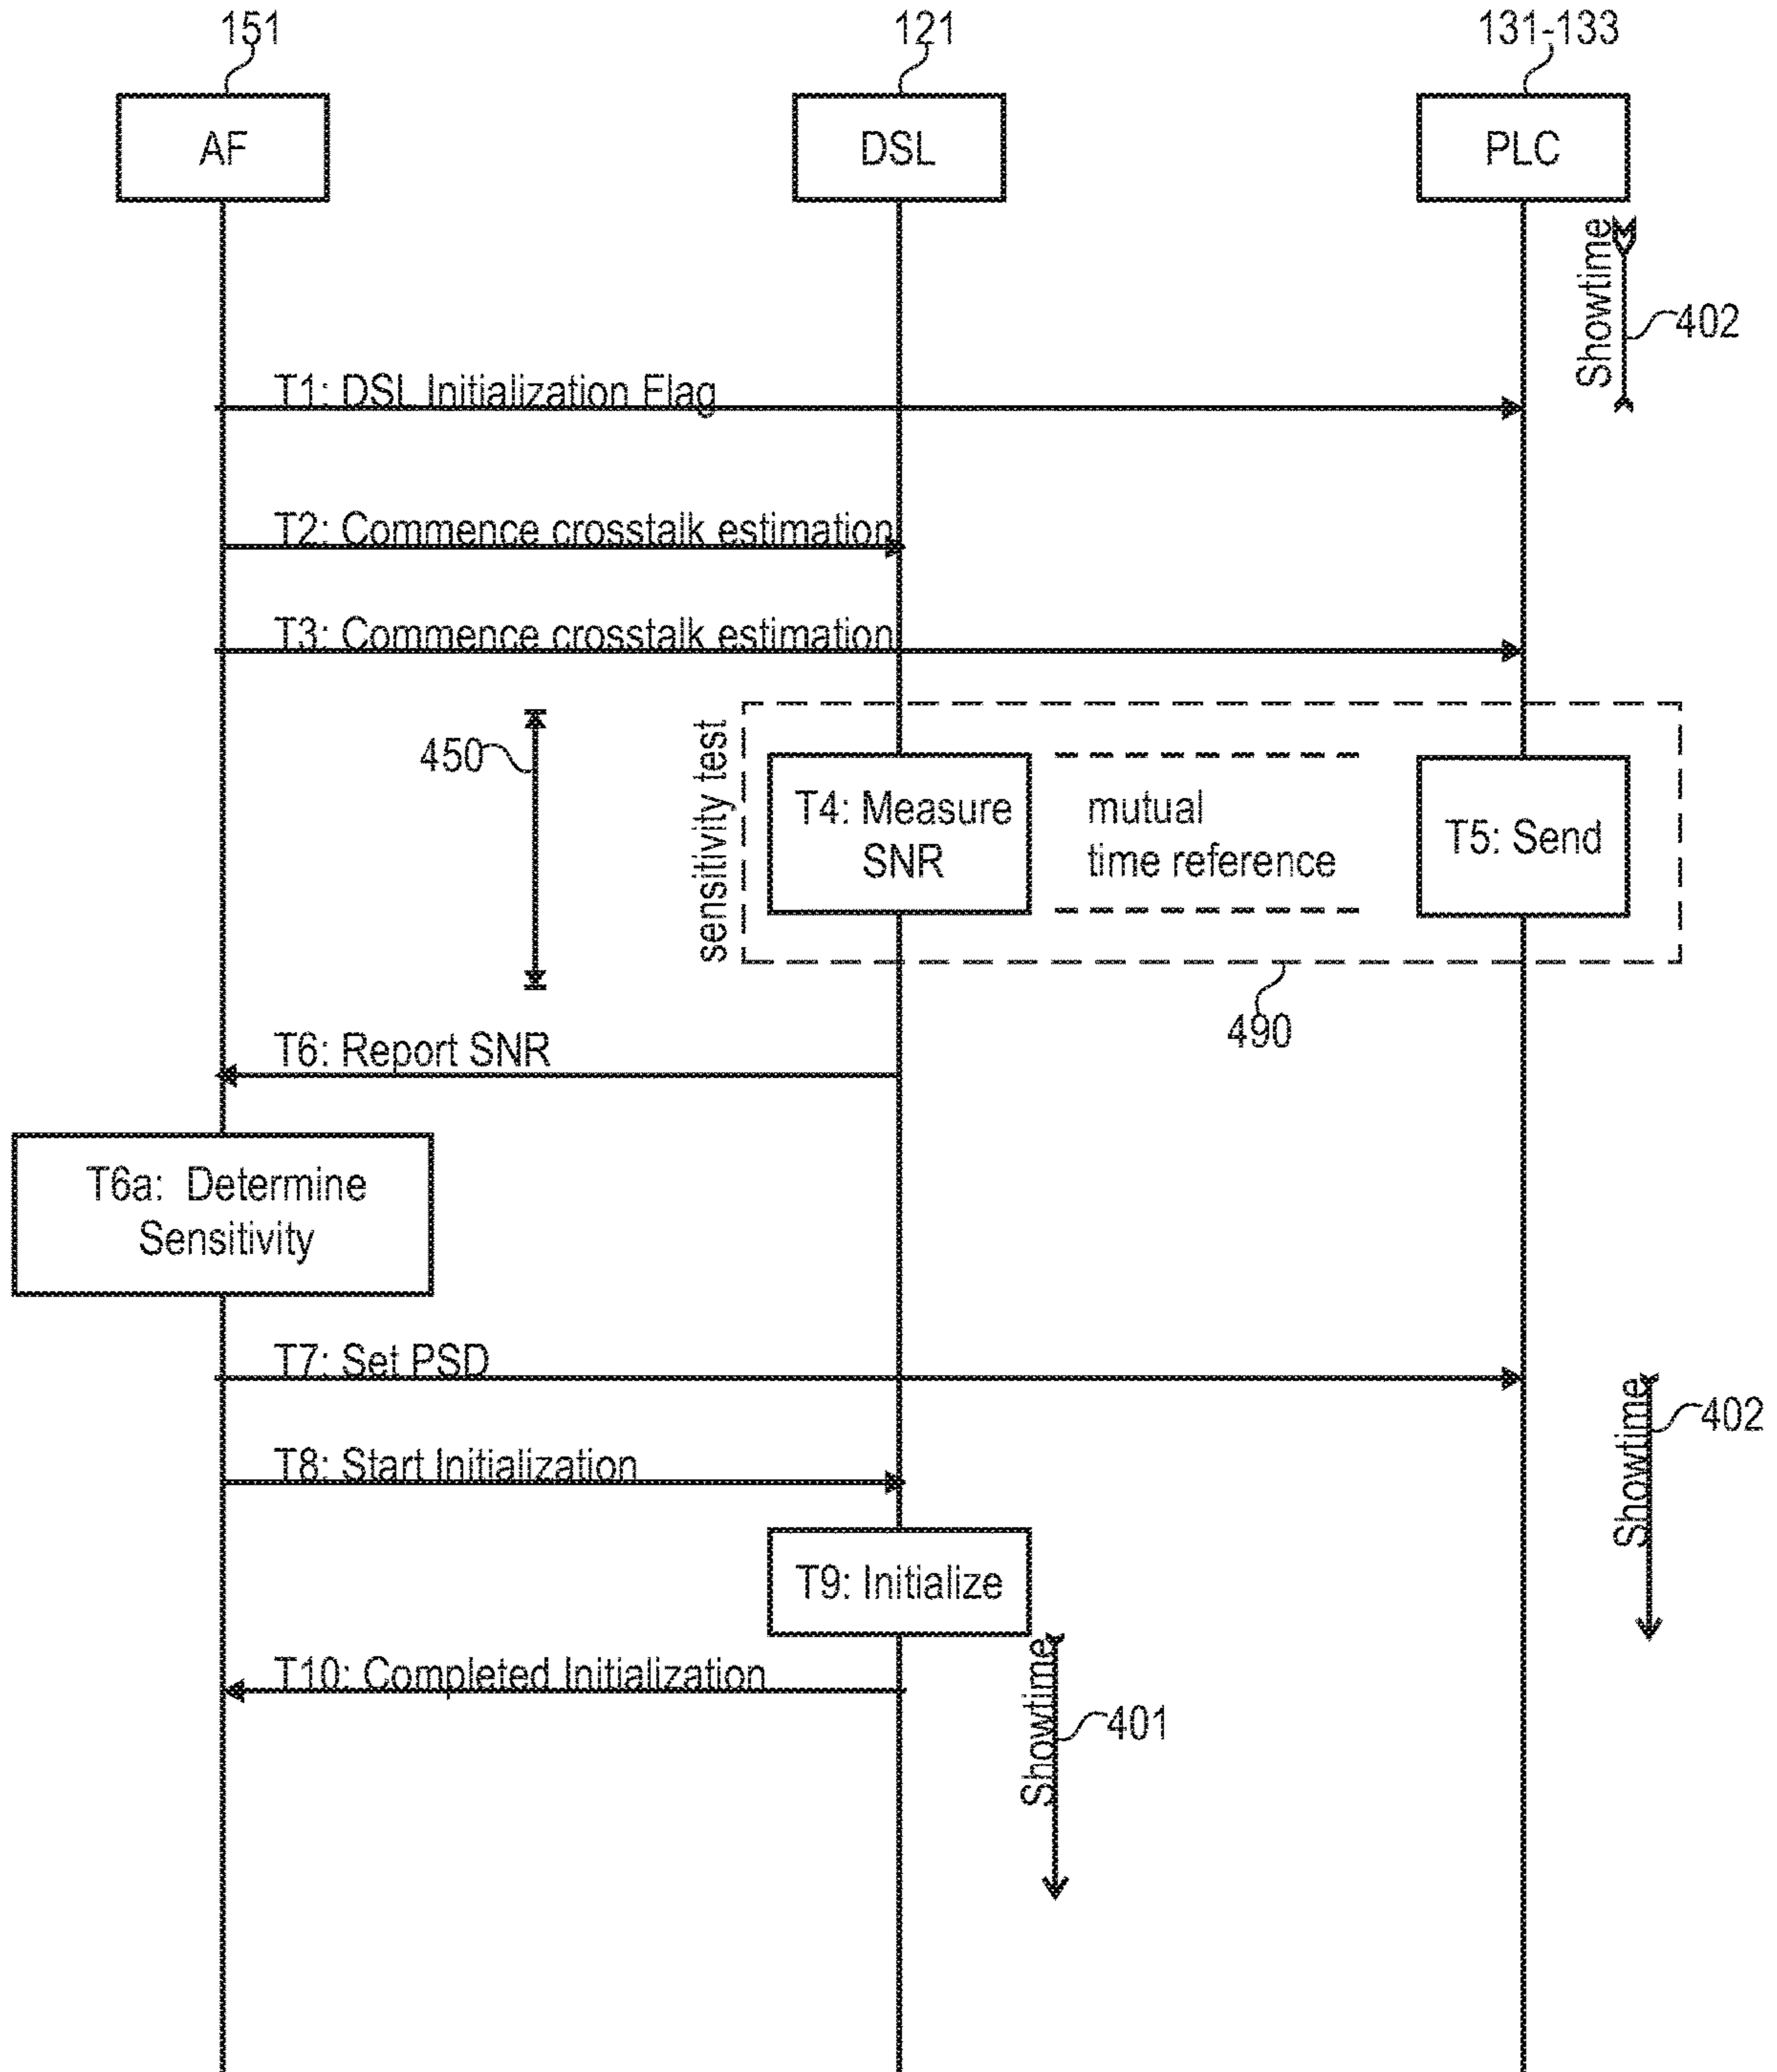 151
121
131-133
AF
DSL
PLC
Showtime
402
T1: DSL Initialization Flag
T2: Commence crosstalk estimation
T3: Commence crosstalk estimation
450
sensitivity test
T4: Measure
SNR
mutual
time reference
T5: Send
490
T6: Report SNR
T6a: Determine
Sensitivity
T7: Set PSD
Showtime
402
T8: Start Initialization
T9: Initialize
T10: Completed Initialization
Showtime
401